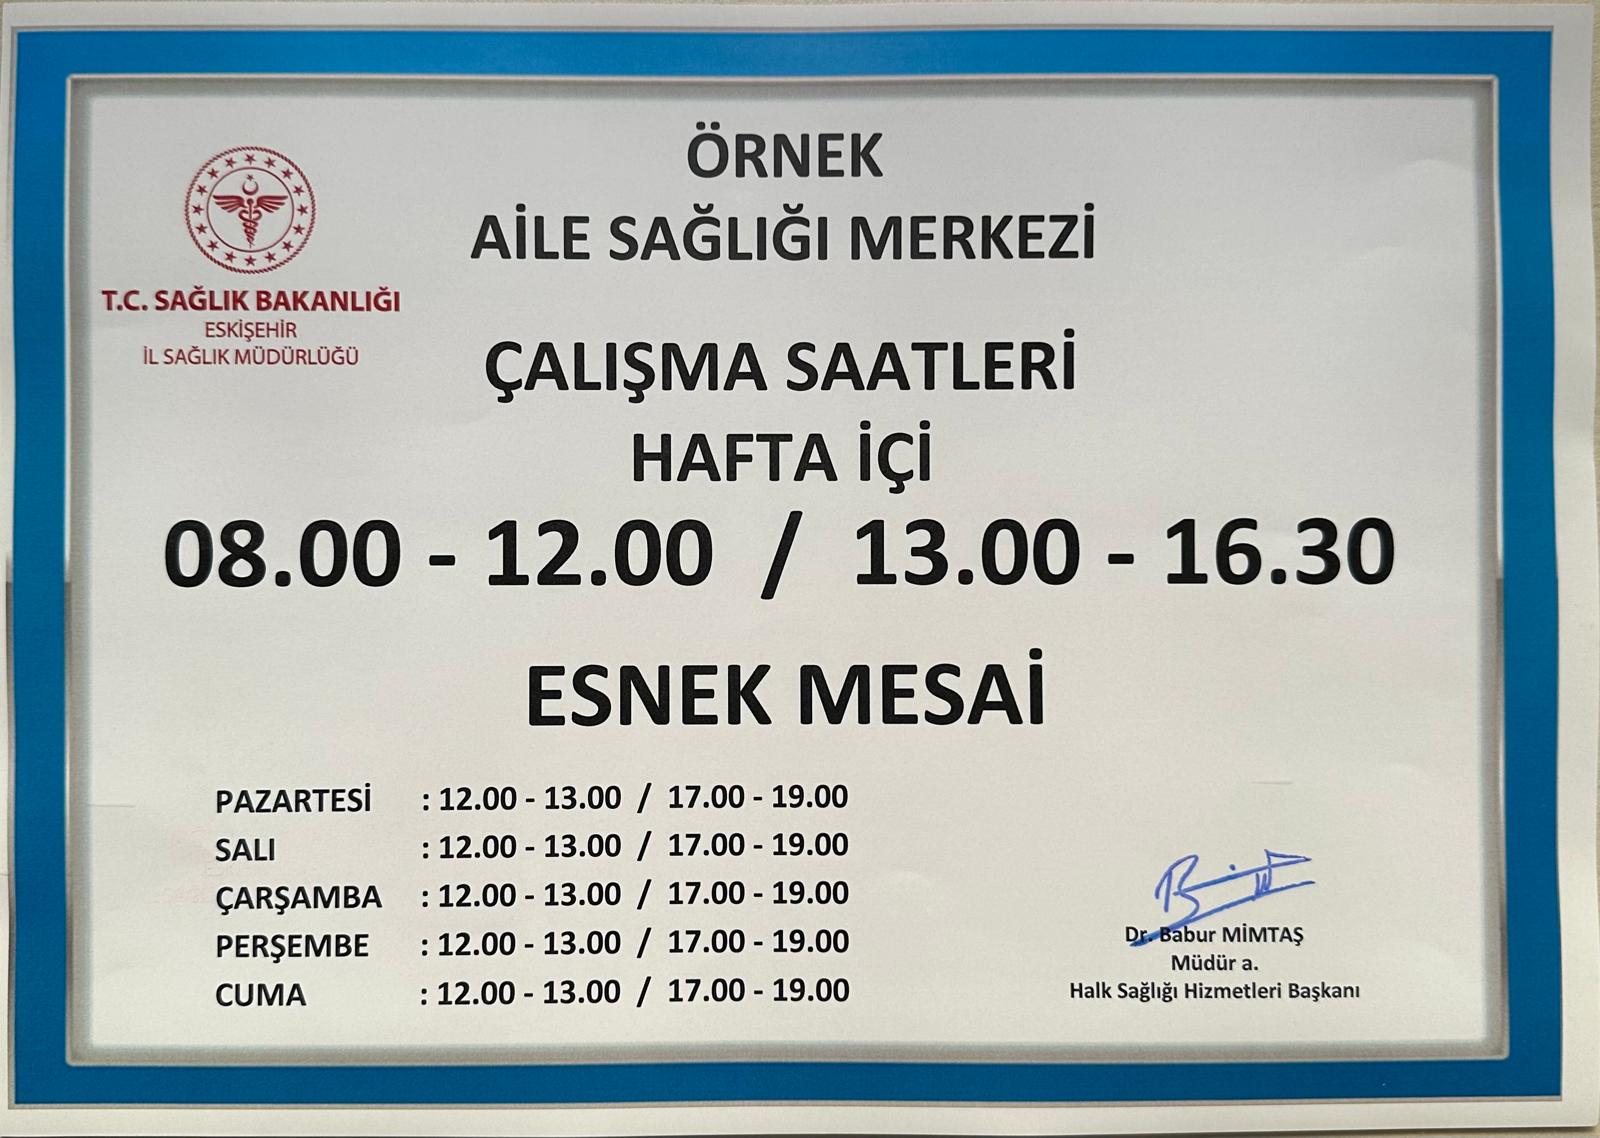 ÖRNEK
AİLE SAĞLIĞI MERKEZİ
T.C. SAĞLIK BAKANLIĞI
ESKİŞEHİR
İL SAĞLIK MÜDÜRLÜĞÜ
ÇALIŞMA SAATLERİ
HAFTA İÇİ
08.00 - 12.00 / 13.00 - 16.30
ESNEK MESAİ
PAZARTESİ : 12.00 - 13.00 / 17.00 - 19.00
SALI : 12.00 - 13.00 / 17.00 - 19.00
ÇARŞAMBA : 12.00 - 13.00 / 17.00 - 19.00
PERŞEMBE : 12.00 - 13.00 / 17.00 - 19.00
CUMA : 12.00 - 13.00 / 17.00 - 19.00
Dr. Babur MİMTAŞ
Müdür a.
Halk Sağlığı Hizmetleri Başkanı